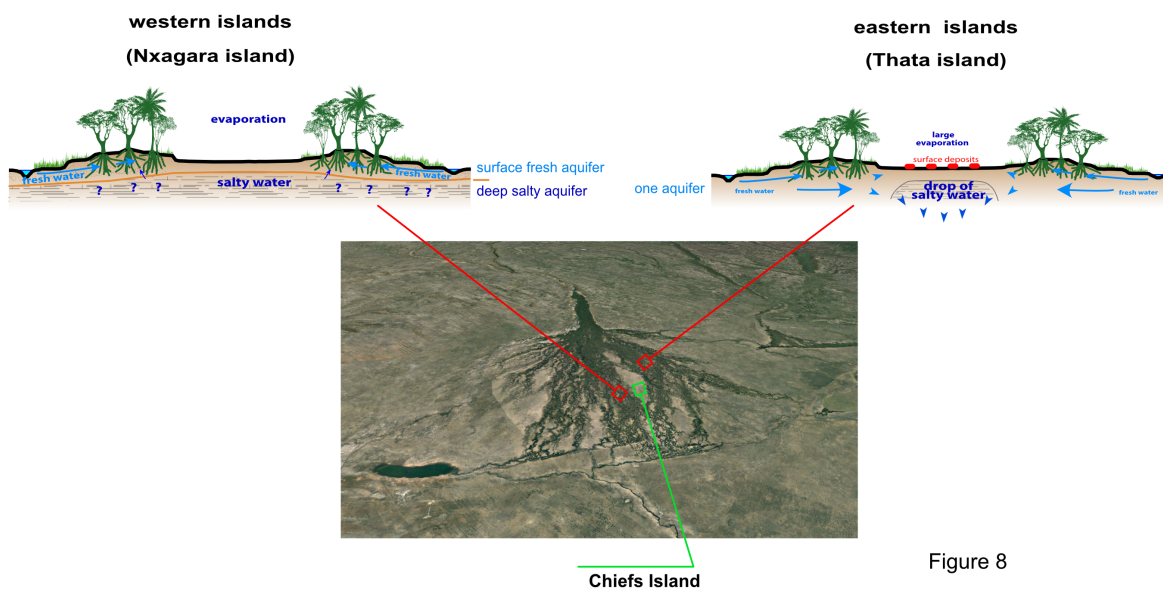 western islands
(Nxagara island)
eastern islands
(Thata island)
evaporation
fresh water
fresh water
salty water
? ? ? ? ? ?
surface fresh aquifer
deep salty aquifer
large
evaporation
surface deposits
one aquifer
fresh water
drop of
salty water
fresh water
Chiefs Island
Figure 8